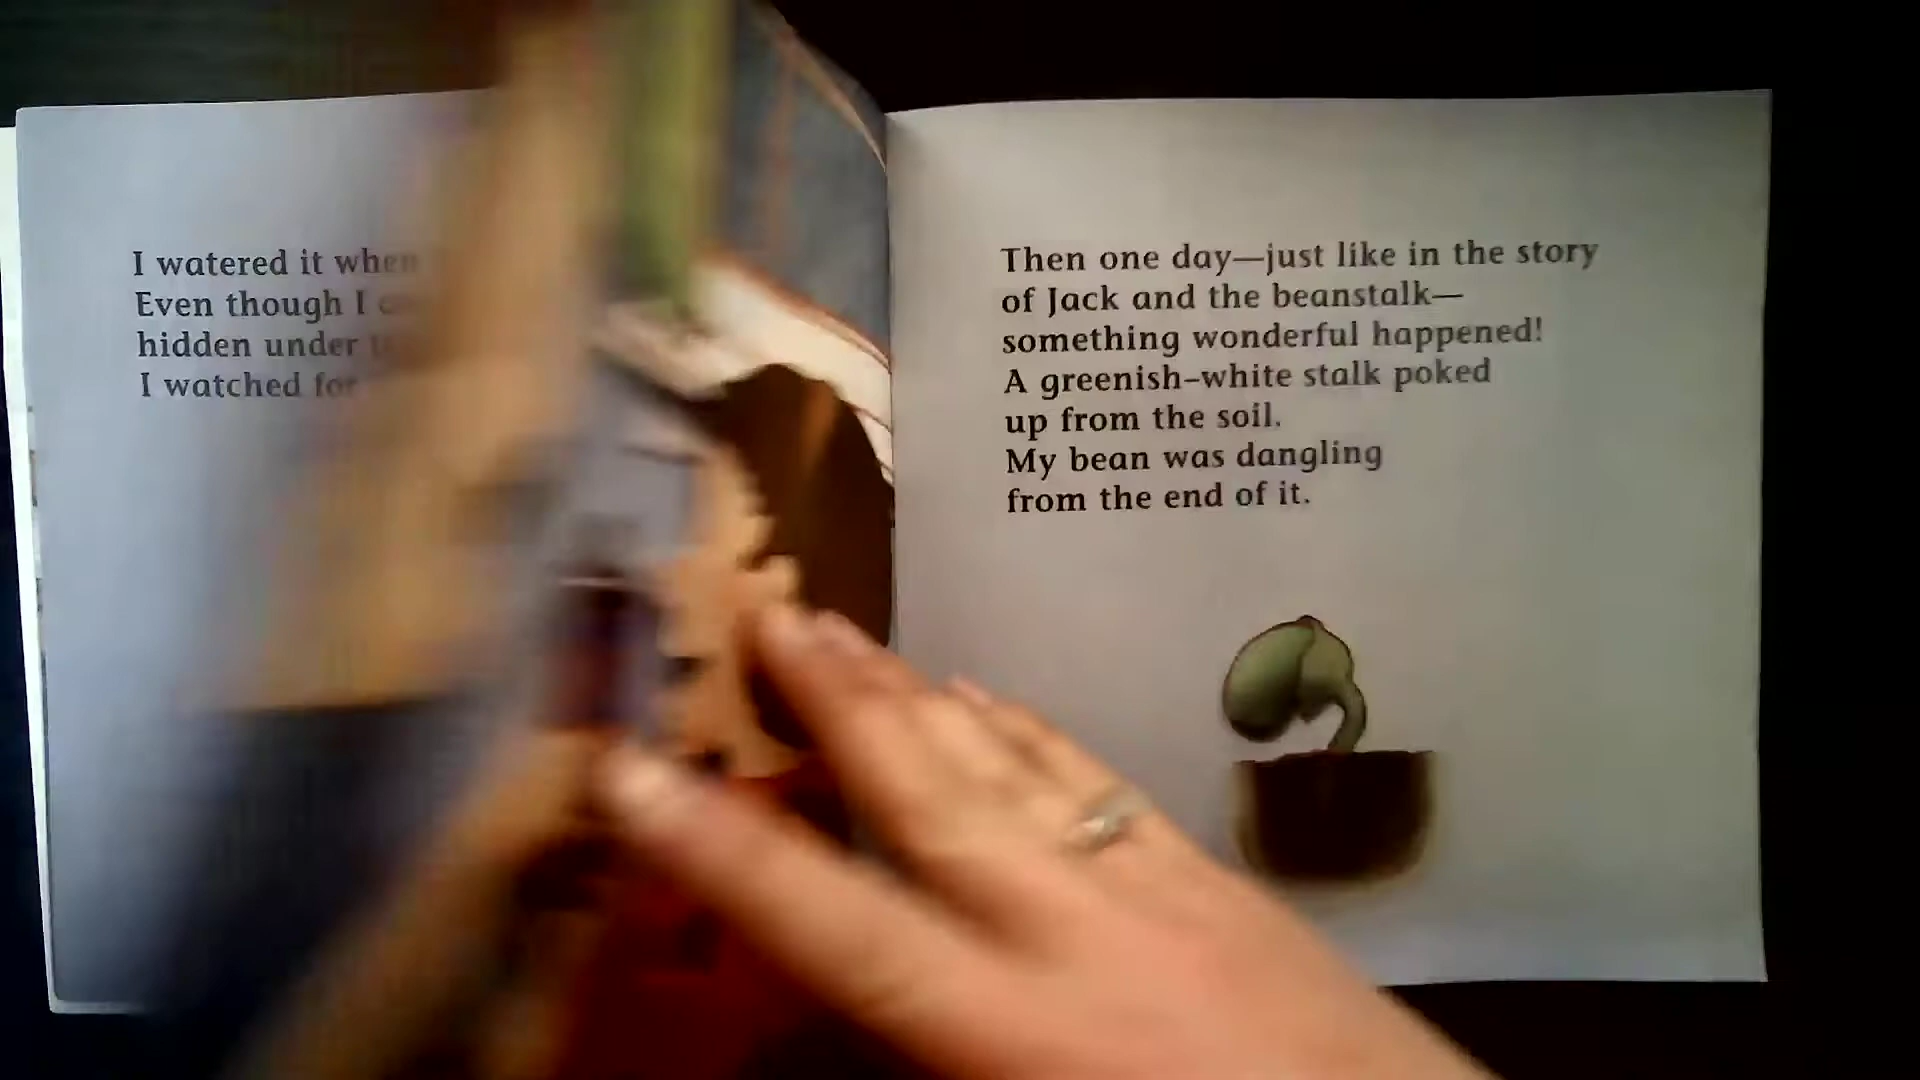 I watered it when
Even though I
hidden under
I watched for
Then one day—just like in the story
of Jack and the beanstalk—
something wonderful happened!
A greenish-white stalk poked
up from the soil.
My bean was dangling
from the end of it.